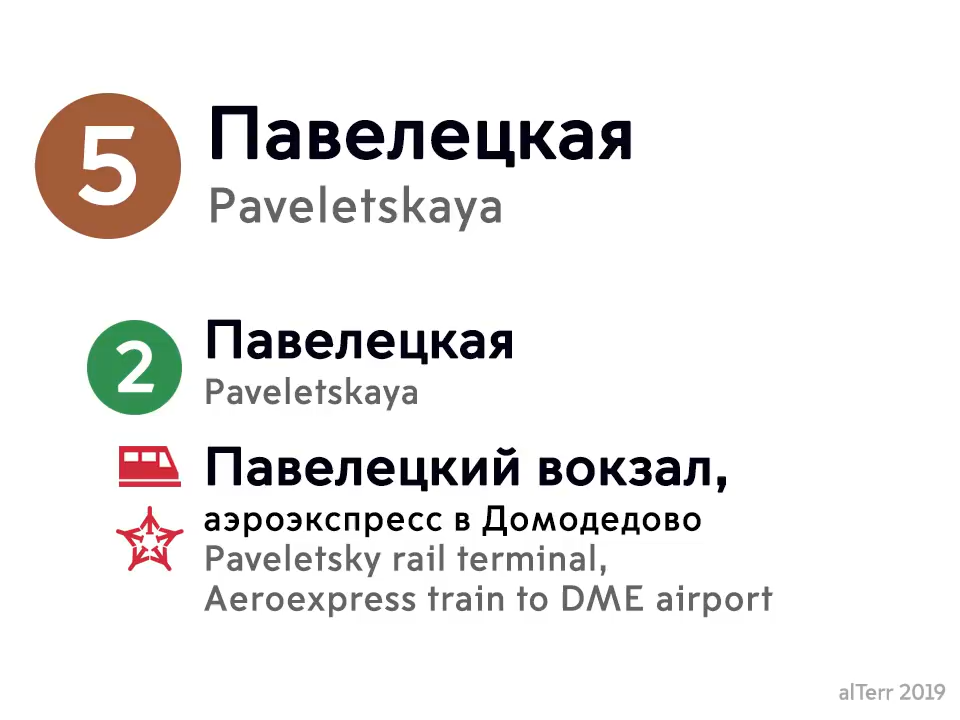 5 Павелецкая
Paveletskaya
2 Павелецкая
Paveletskaya
Павелецкий вокзал,
аэроэкспресс в Домодедово
Paveletsky rail terminal,
Aeroexpress train to DME airport
alTerr 2019